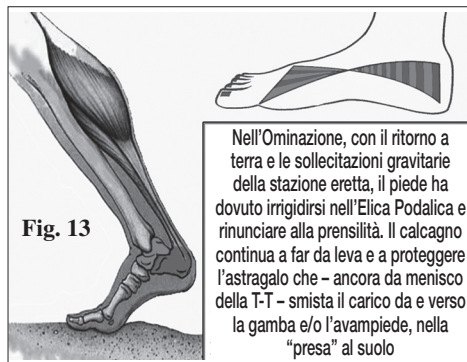 Fig. 13
Nell'Ominazione, con il ritorno a
terra e le sollecitazioni gravitarie
della stazione eretta, il piede ha
dovuto irrigidirsi nell'Elica Podalica e
rinunciare alla prensilità. Il calcagno
continua a far da leva e a proteggere
l'astragalo che – ancora da menisco
della T-T – smista il carico da e verso
la gamba e/o l'avampiede, nella
“presa” al suolo